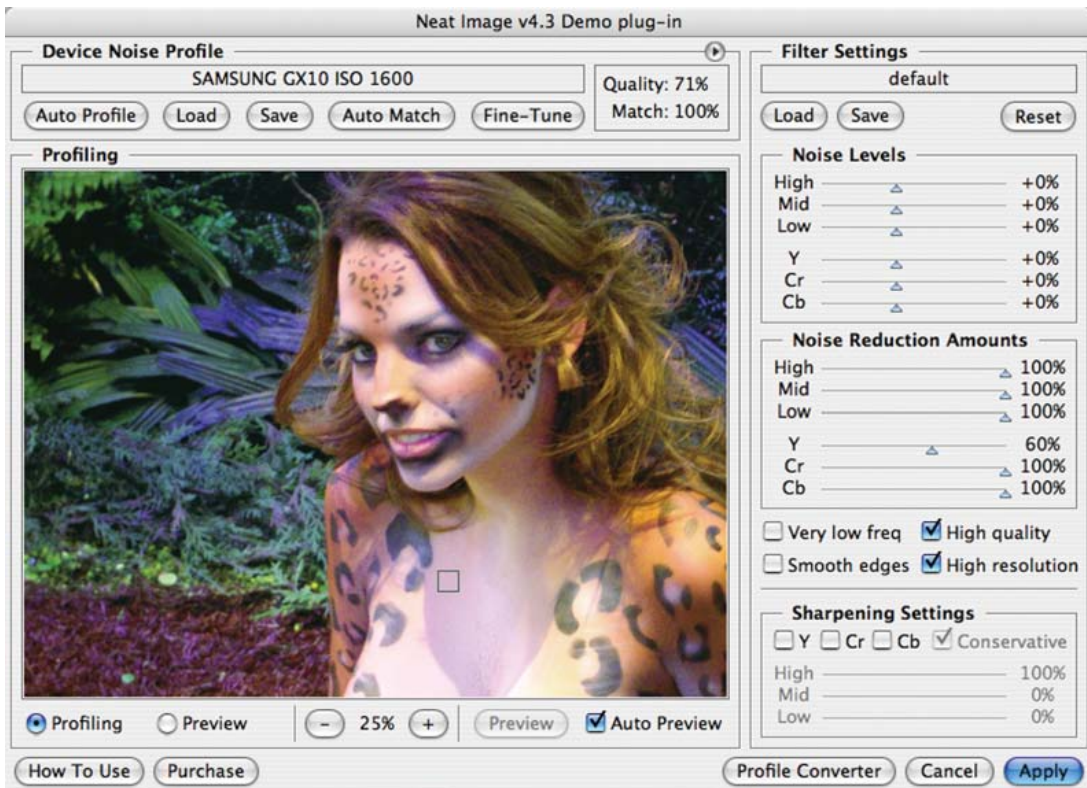 Neat Image v4.3 Demo plug-in
Device Noise Profile
SAMSUNG GX10 ISO 1600
Quality: 71%
Match: 100%
Auto Profile Load Save Auto Match Fine-Tune
Profiling
Profiling Preview - 25% + Preview Auto Preview
Filter Settings
default
Load Save Reset
Noise Levels
High +0%
Mid +0%
Low +0%
Y +0%
Cr +0%
Cb +0%
Noise Reduction Amounts
High 100%
Mid 100%
Low 100%
Y 60%
Cr 100%
Cb 100%
Very low freq High quality
Smooth edges High resolution
Sharpening Settings
Y Cr Cb Conservative
High 100%
Mid 0%
Low 0%
How To Use Purchase Profile Converter Cancel Apply